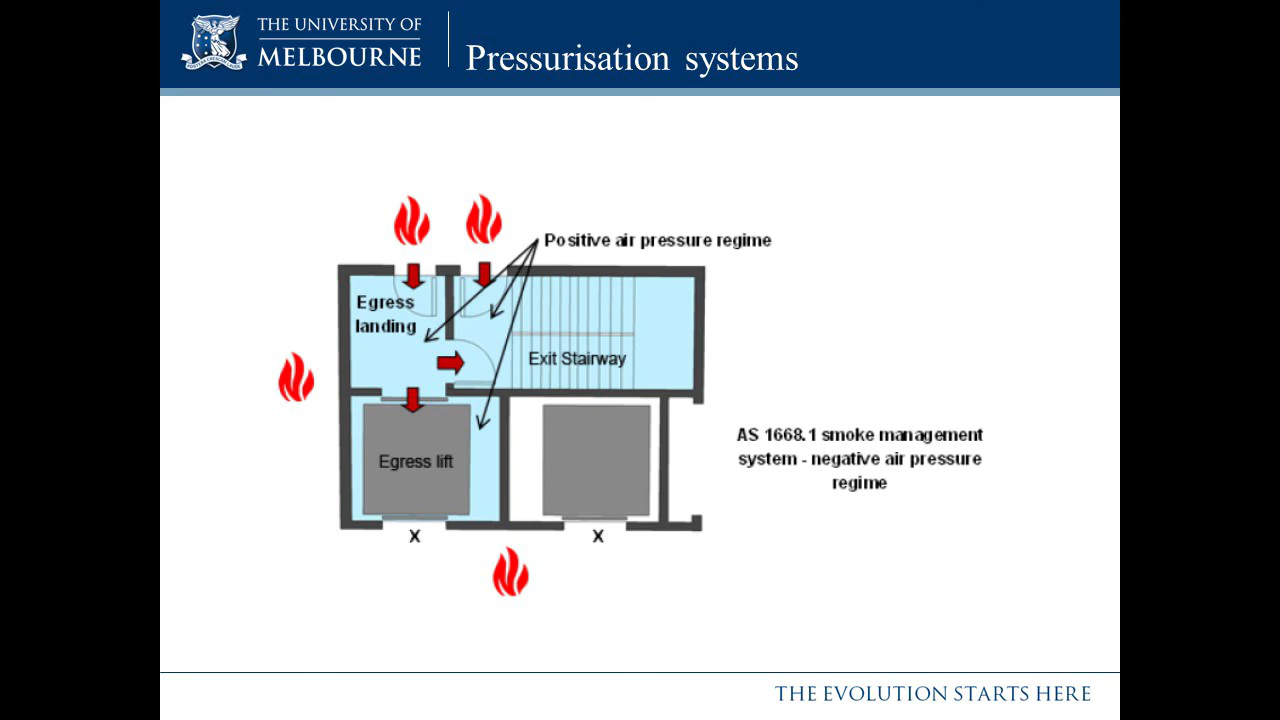 THE UNIVERSITY OF
MELBOURNE
Pressurisation systems
Positive air pressure regime
Egress
landing
Exit Stairway
AS 1668.1 smoke management
system - negative air pressure
regime
Egress lift
X
X
THE EVOLUTION STARTS HERE